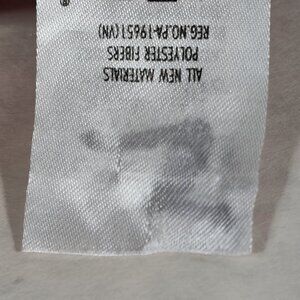 ALL NEW MATERIALS
POLYESTER FIBERS
REG.NO.PA-19651(VN)
®